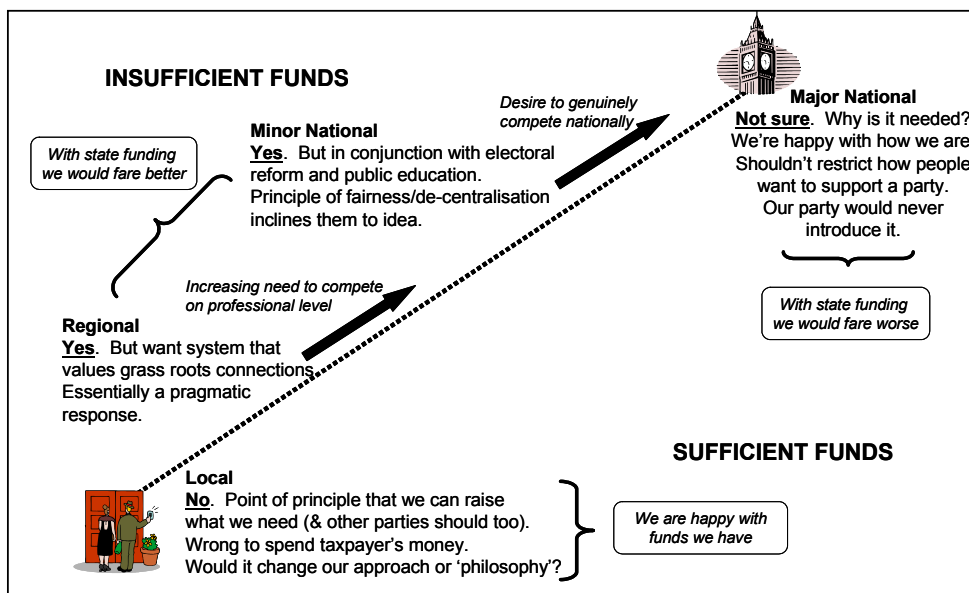 INSUFFICIENT FUNDS
Desire to genuinely
compete nationally
Major National
Not sure.  Why is it needed?
We're happy with how we are.
Shouldn't restrict how people
want to support a party.
Our party would never
introduce it.
With state funding
we would fare worse
Minor National
Yes.  But in conjunction with electoral
reform and public education.
Principle of fairness/de-centralisation
inclines them to idea.
With state funding
we would fare better
Increasing need to compete
on professional level
Regional
Yes.  But want system that
values grass roots connections.
Essentially a pragmatic
response.
SUFFICIENT FUNDS
Local
No.  Point of principle that we can raise
what we need (& other parties should too).
Wrong to spend taxpayer's money.
Would it change our approach or 'philosophy'?
We are happy with
funds we have